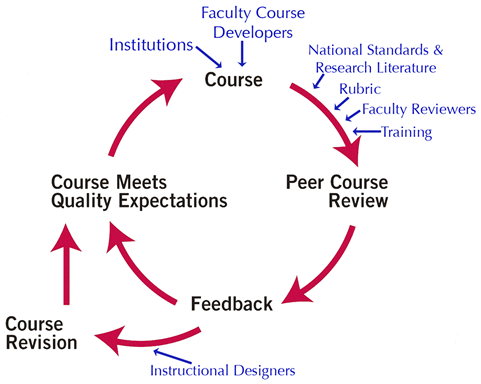 Faculty Course
Developers
Institutions
Course
National Standards &
Research Literature
Rubric
Faculty Reviewers
Training
Peer Course
Review
Course Meets
Quality Expectations
Feedback
Course
Revision
Instructional Designers